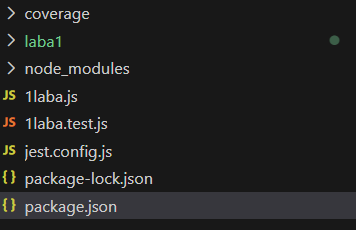 coverage
laba1
node_modules
JS 1laba.js
JS 1laba.test.js
JS jest.config.js
{} package-lock.json
{} package.json